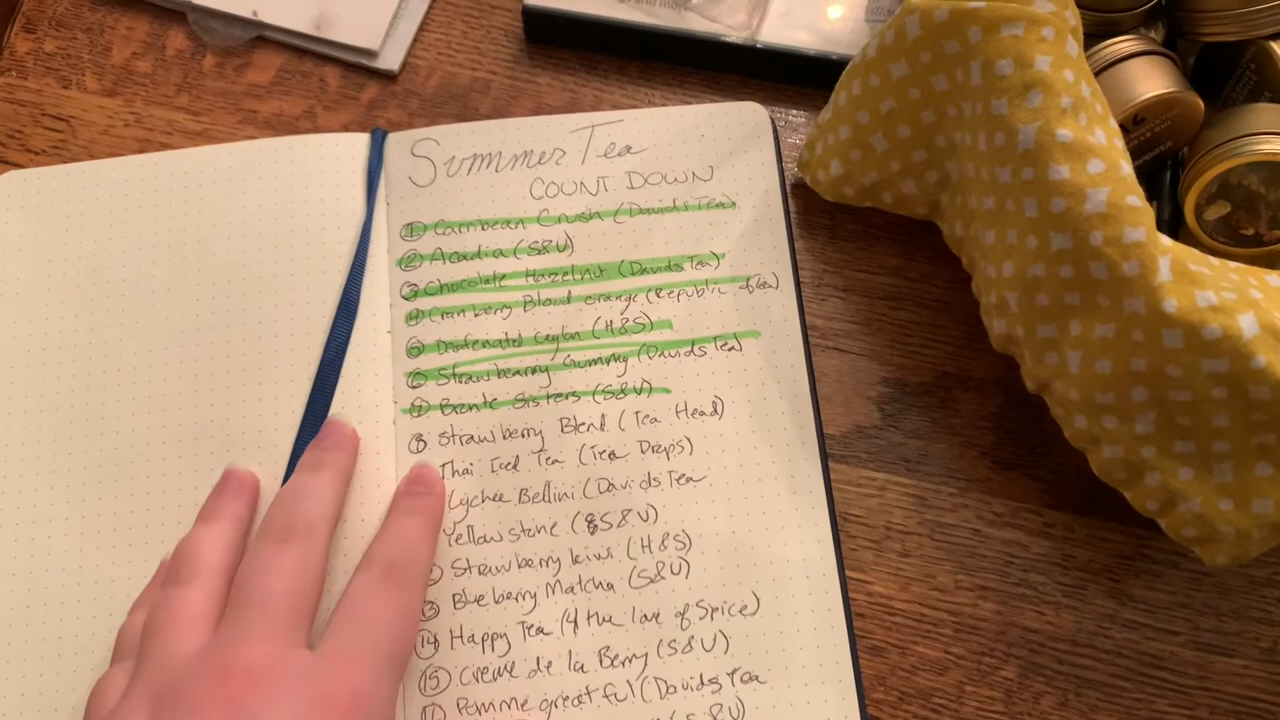 Summer Tea
COUNT DOWN
① Carribean Crush (Davids Tea)
② Acadia (S&U)
③ Chocolate Hazelnut (Davids Tea)
④ Cranberry Blood orange (Republic of Tea)
⑤ Ceylon (H&S)
⑥ Strawbearry Gummy (Davids Tea)
⑦ Bronte Sisters (S&U)
⑧ Strawberry Blend (Tea Head)
Thai Iced Tea (Tea Drops)
Lychee Bellini (Davids Tea
Yellowstone (S&U)
Strawberry kiwi (H&S)
Blueberry Matcha (S&U)
⑭ Happy Tea (4 the love of Spice)
⑮ Creme de la Berry (S&U)
Pomme greatful (Davids Tea
(S&U)